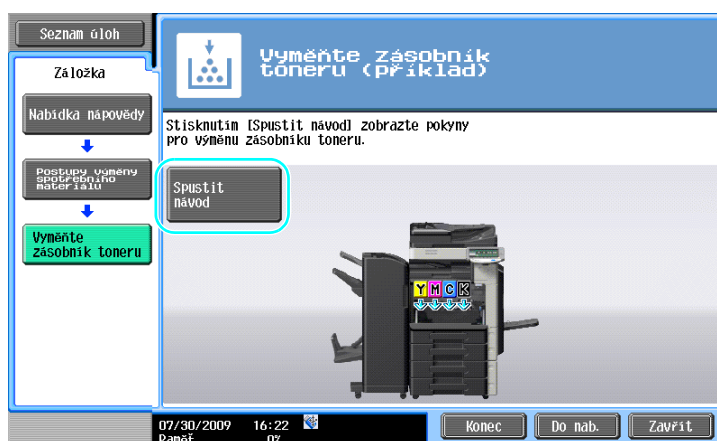 Seznam úloh
Záložka
Nabídka nápovědy
Postupy výměny
spotřebního
materiálu
Vyměňte
zásobník toneru
Vyměňte zásobník
toneru (příklad)
Stisknutím [Spustit návod] zobrazte pokyny
pro výměnu zásobníku toneru.
Spustit
návod
Y M C K
07/30/2009 16:22
Paměť 0%
Konec
Do nab.
Zavřít